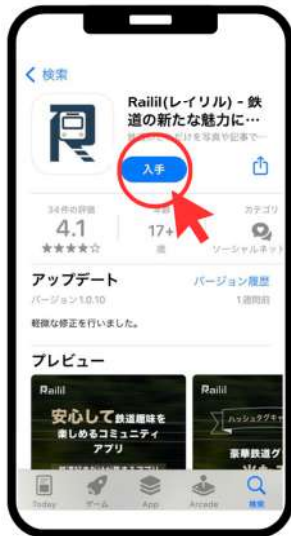 検索
Railil(レイリル) - 鉄
道の新たな魅力に…
入手
34件の評価
4.1
★★★★☆
年齢
17+
歳
カテゴリ
ソーシャルネット
アップデート
バージョン履歴
バージョン1.0.10
1週間前
軽微な修正を行いました。
プレビュー
Railil
安心して鉄道趣味を
楽しめるコミュニティ
アプリ
Railil
ハッシュタグキャ
豪華鉄道グ
Today
ゲーム
App
Arcade
検索